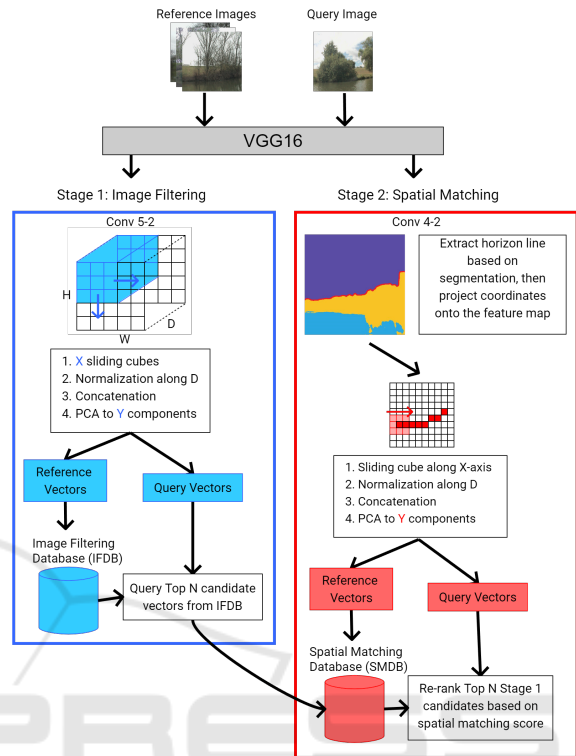 Reference Images
Query Image
VGG16
Stage 1: Image Filtering
Conv 5-2
H
W
D
1. X sliding cubes
2. Normalization along D
3. Concatenation
4. PCA to Y components
Reference
Vectors
Query Vectors
Image Filtering
Database (IFDB)
Query Top N candidate
vectors from IFDB
Stage 2: Spatial Matching
Conv 4-2
Extract horizon line
based on
segmentation, then
project coordinates
onto the feature map
1. Sliding cube along X-axis
2. Normalization along D
3. Concatenation
4. PCA to Y components
Reference
Vectors
Query Vectors
Spatial Matching
Database (SMDB)
Re-rank Top N Stage 1
candidates based on
spatial matching score
PRESS